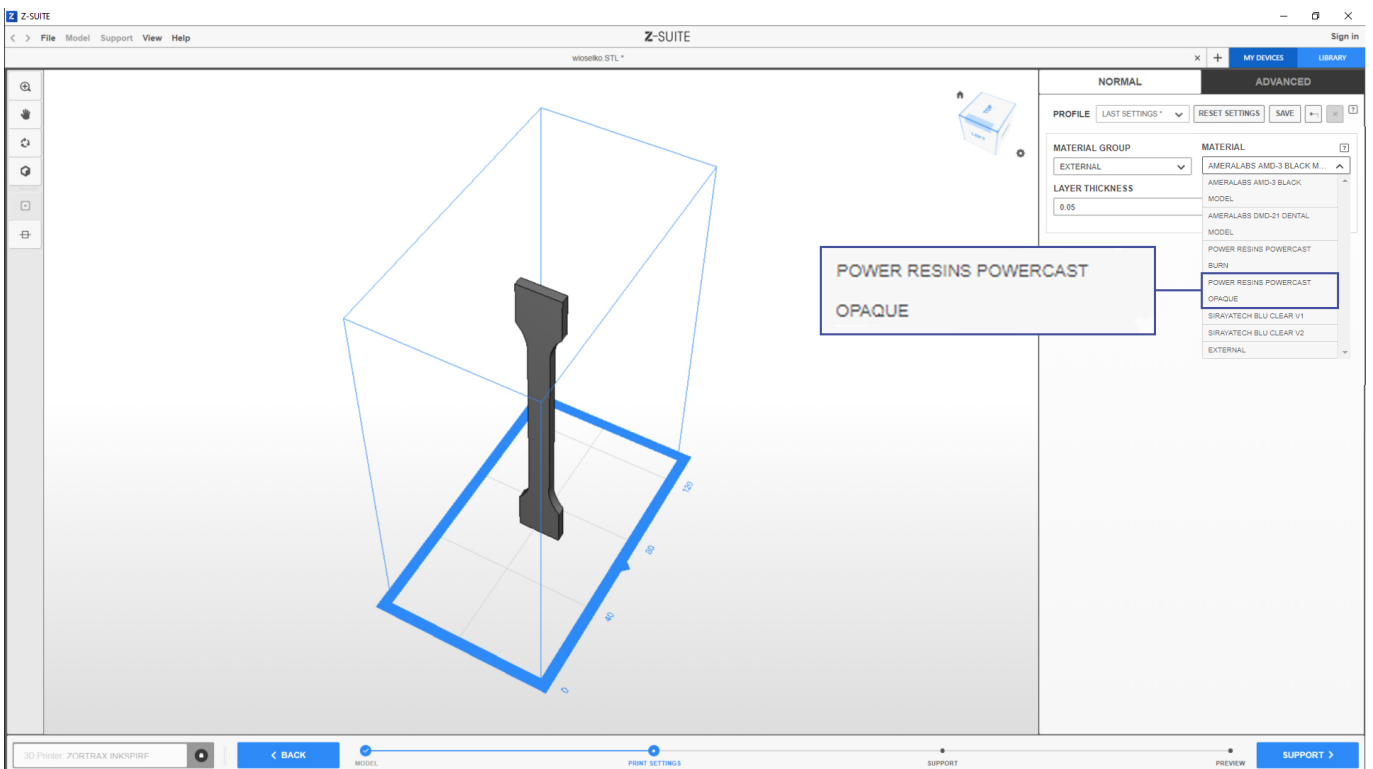 Z-SUITE
File Model Support View Help
Z-SUITE
Sign in
wioselko.STL *
MY DEVICES
LIBRARY
NORMAL
ADVANCED
PROFILE
LAST SETTINGS *
RESET SETTINGS
SAVE
MATERIAL GROUP
EXTERNAL
LAYER THICKNESS
0.05
MATERIAL
AMERALABS AMD-3 BLACK M...
AMERALABS AMD-3 BLACK
MODEL
AMERALABS DMD-21 DENTAL
MODEL
POWER RESINS POWERCAST
BURN
POWER RESINS POWERCAST
OPAQUE
SIRAYATECH BLU CLEAR V1
SIRAYATECH BLU CLEAR V2
EXTERNAL
POWER RESINS POWERCAST
OPAQUE
TOP
120
80
40
0
3D Printer: ZORTRAX INKSPIRE
BACK
MODEL
PRINT SETTINGS
SUPPORT
PREVIEW
SUPPORT